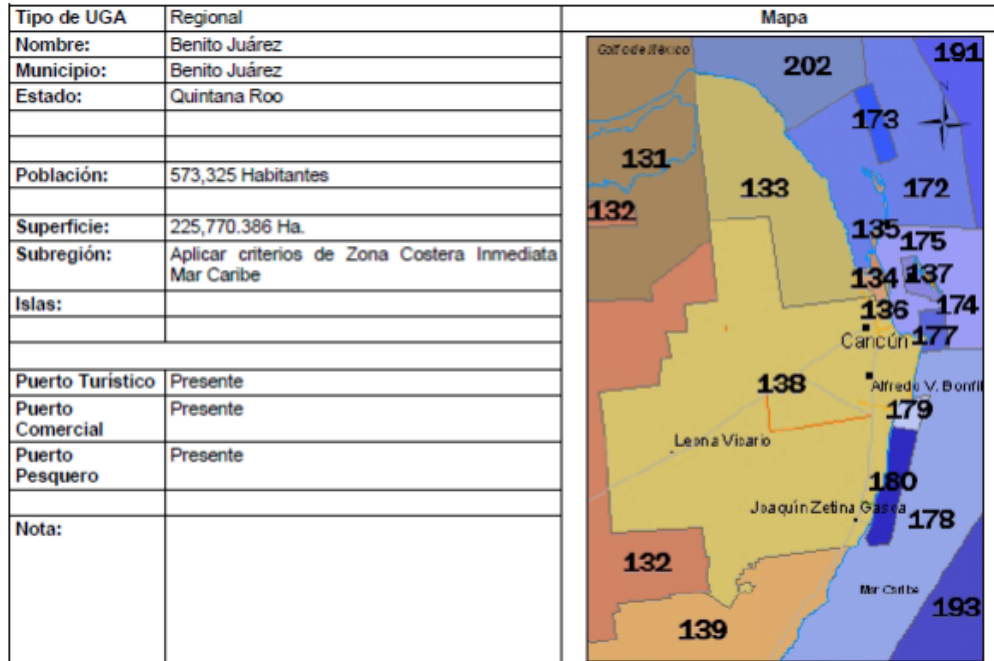 Tipo de UGA Regional
Mapa
Nombre: Benito Juárez
Municipio: Benito Juárez
Estado: Quintana Roo
Población: 573,325 Habitantes
Superficie: 225,770.386 Ha.
Subregión: Aplicar criterios de Zona Costera Inmediata
Mar Caribe
Islas:
Puerto Turístico Presente
Puerto Presente
Comercial
Puerto Presente
Pesquero
Nota:
Golfo de México
202
191
N
173
131
133
172
132
135
175
134
137
174
136
Cancún
177
138
Alfredo V. Bonfil
179
Leona Vicario
180
Joaquín Zetina Gasca
178
132
Mar Caribe
193
139